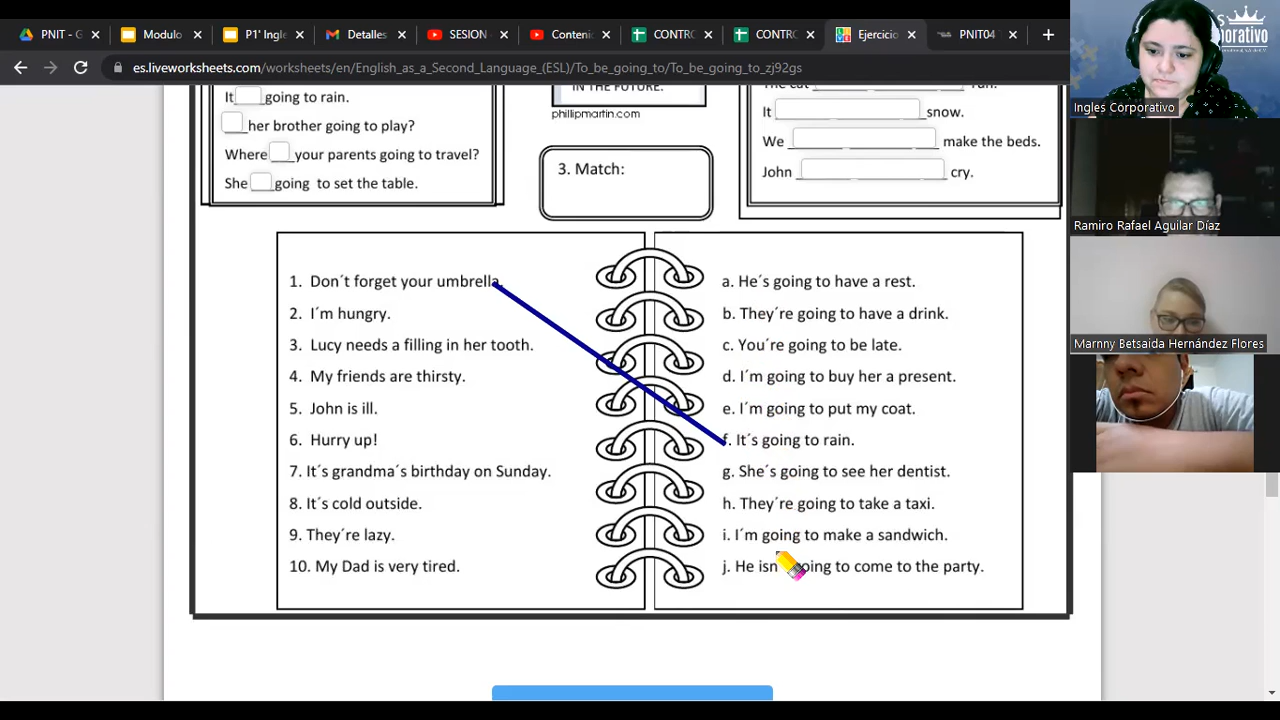 PNIT - G
Modulo
P1' Ingle
Detalles
SESION
Conteni
CONTRC
CONTRC
Ejercicio
PNIT04
es.liveworksheets.com/worksheets/en/English_as_a_Second_Language_(ESL)/To_be_going_to/To_be_going_to_zj92gs
It going to rain.
her brother going to play?
Where your parents going to travel?
She going to set the table.
IN THE FUTURE.
phillipmartin.com
3. Match:
The cat run.
It snow.
We make the beds.
John cry.
1. Don´t forget your umbrella.
2. I´m hungry.
3. Lucy needs a filling in her tooth.
4. My friends are thirsty.
5. John is ill.
6. Hurry up!
7. It´s grandma´s birthday on Sunday.
8. It´s cold outside.
9. They´re lazy.
10. My Dad is very tired.
a. He´s going to have a rest.
b. They´re going to have a drink.
c. You´re going to be late.
d. I´m going to buy her a present.
e. I´m going to put my coat.
f. It´s going to rain.
g. She´s going to see her dentist.
h. They´re going to take a taxi.
i. I´m going to make a sandwich.
j. He isn going to come to the party.
Ingles Corporativo
Ramiro Rafael Aguilar Díaz
Marnny Betsaida Hernández Flores